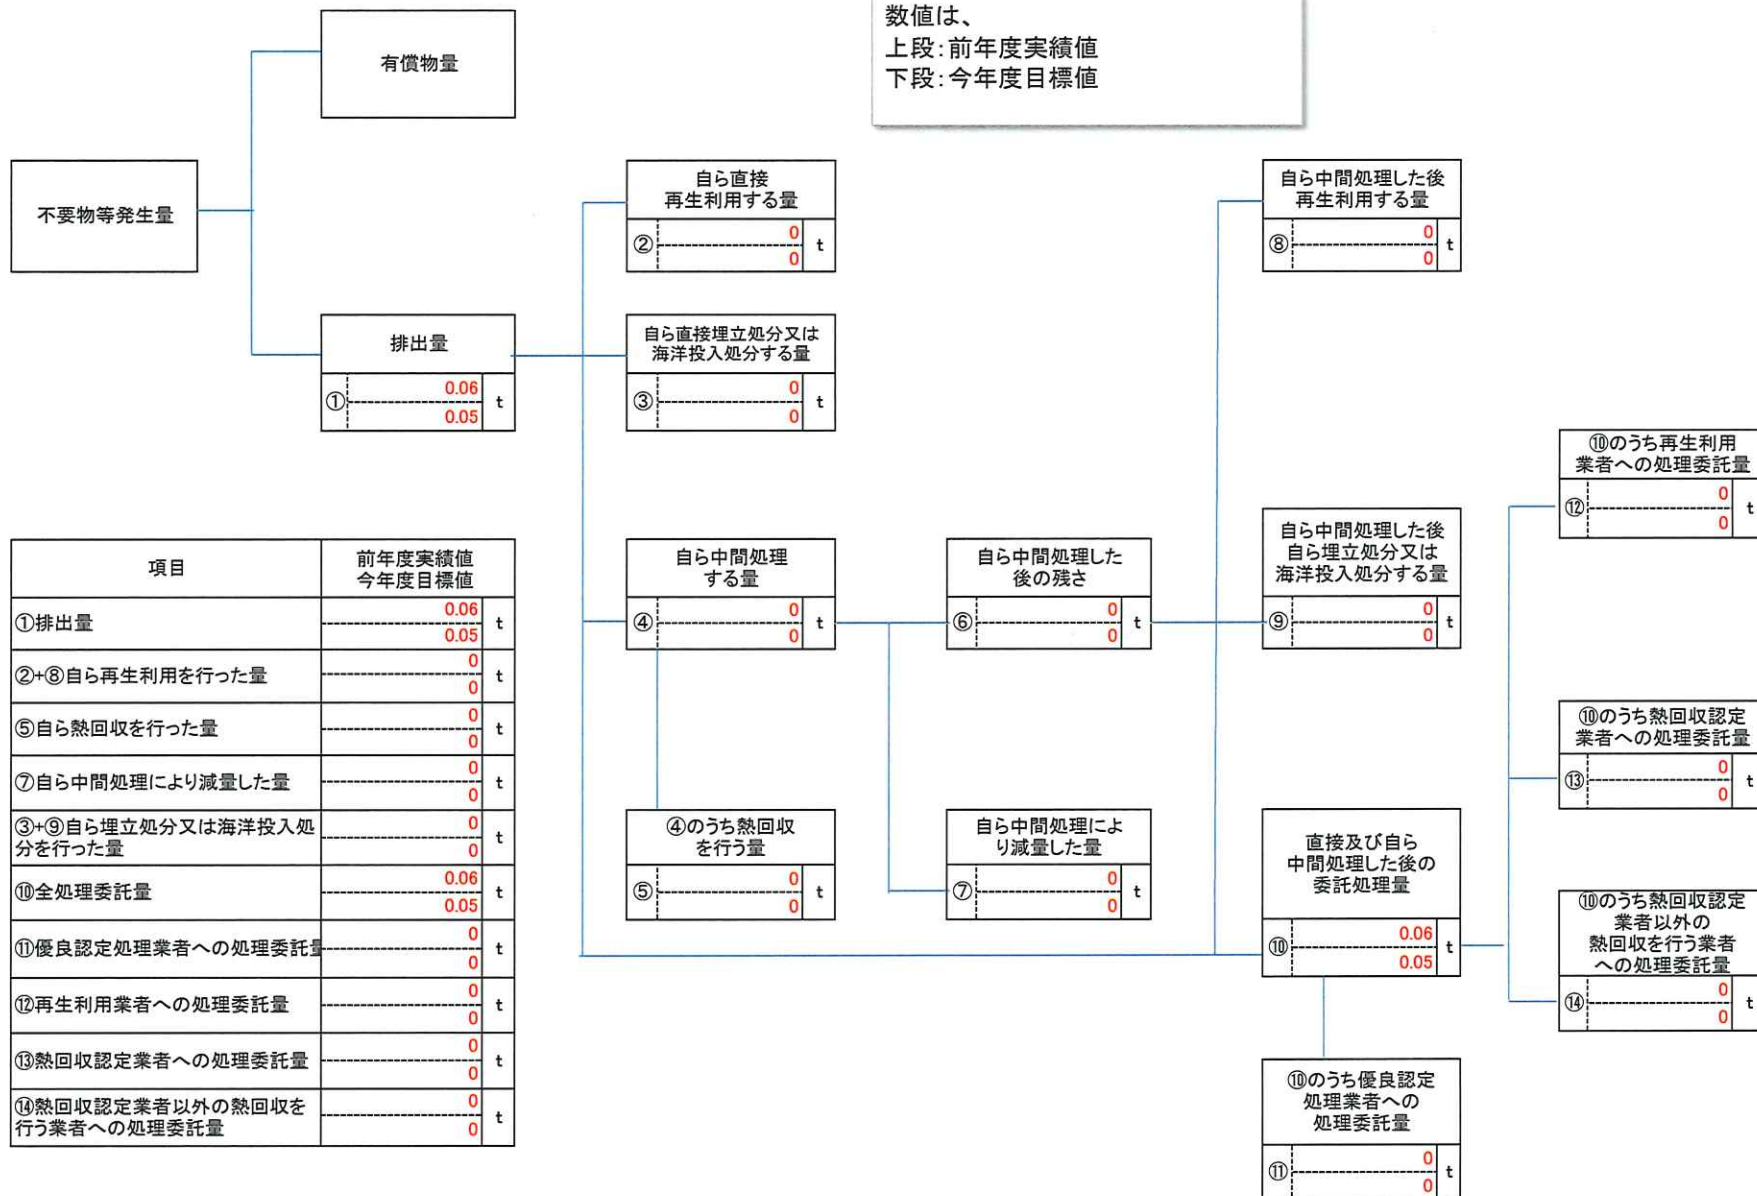 数値は、
上段：前年度実績値
下段：今年度目標値
有償物量
不要物等発生量
排出量
①
0.06
0.05
t
自ら直接
再生利用する量
②
0
0
t
自ら直接埋立処分又は
海洋投入処分する量
③
0
0
t
自ら中間処理
する量
④
0
0
t
④のうち熱回収
を行う量
⑤
0
0
t
自ら中間処理した
後の残さ
⑥
0
0
t
自ら中間処理によ
り減量した量
⑦
0
0
t
自ら中間処理した後
再生利用する量
⑧
0
0
t
自ら中間処理した後
自ら埋立処分又は
海洋投入処分する量
⑨
0
0
t
直接及び自ら
中間処理した後の
委託処理量
⑩
0.06
0.05
t
⑩のうち優良認定
処理業者への
処理委託量
⑪
0
0
t
⑩のうち再生利用
業者への処理委託量
⑫
0
0
t
⑩のうち熱回収認定
業者への処理委託量
⑬
0
0
t
⑩のうち熱回収認定
業者以外の
熱回収を行う業者
への処理委託量
⑭
0
0
t
項目
前年度実績値
今年度目標値
①排出量
0.06
0.05
t
②+⑧自ら再生利用を行った量
0
0
t
⑤自ら熱回収を行った量
0
0
t
⑦自ら中間処理により減量した量
0
0
t
③+⑨自ら埋立処分又は海洋投入処
分を行った量
0
0
t
⑩全処理委託量
0.06
0.05
t
⑪優良認定処理業者への処理委託量
0
0
t
⑫再生利用業者への処理委託量
0
0
t
⑬熱回収認定業者への処理委託量
0
0
t
⑭熱回収認定業者以外の熱回収を
行う業者への処理委託量
0
0
t